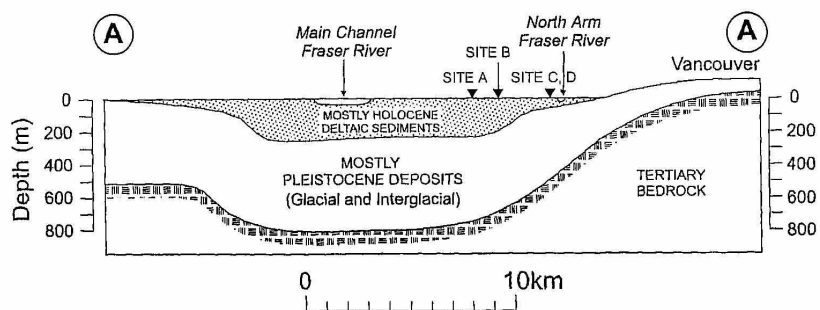 A
A
Main Channel
Fraser River
North Arm
Fraser River
SITE B
SITE A
SITE C, D
Vancouver
0
200
400
600
800
Depth (m)
MOSTLY HOLOCENE
DELTAIC SEDIMENTS
MOSTLY
PLEISTOCENE DEPOSITS
(Glacial and Interglacial)
TERTIARY
BEDROCK
0
200
400
600
800
0
10km